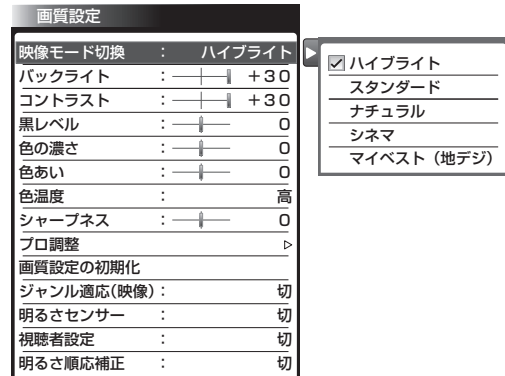 画質設定
映像モード切換 : ハイブライト
バックライト : +30
コントラスト : +30
黒レベル : 0
色の濃さ : 0
色あい : 0
色温度 : 高
シャープネス : 0
プロ調整
画質設定の初期化
ジャンル適応(映像) : 切
明るさセンサー : 切
視聴者設定 : 切
明るさ順応補正 : 切
ハイブライト
スタンダード
ナチュラル
シネマ
マイベスト（地デジ）